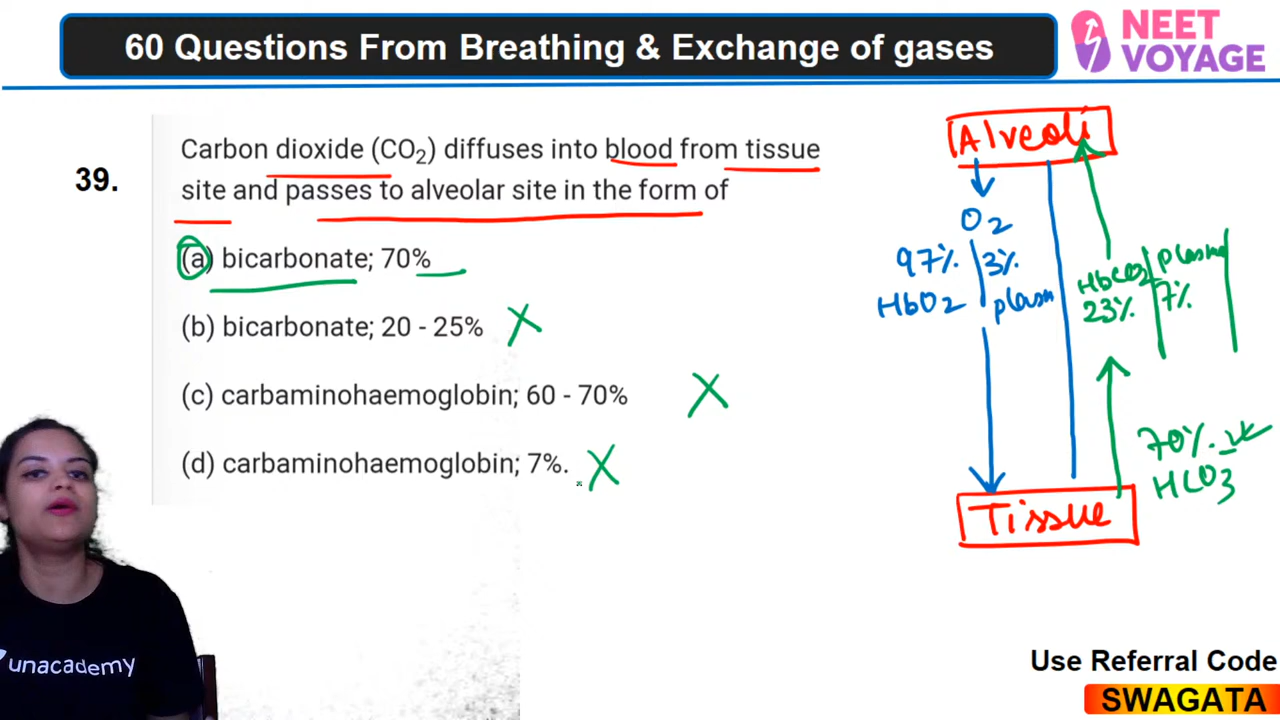 60 Questions From Breathing & Exchange of gases
NEET
VOYAGE
39.
Carbon dioxide (CO₂) diffuses into blood from tissue
site and passes to alveolar site in the form of
(a) bicarbonate; 70%
(b) bicarbonate; 20 - 25%
(c) carbaminohaemoglobin; 60 - 70%
(d) carbaminohaemoglobin; 7%.
Alveoli
O₂
97% 3%
HbO₂ plasm
HbCO₂ plasma
23% 7%
70%
HCO3
Tissue
unacademy
Use Referral Code
SWAGATA